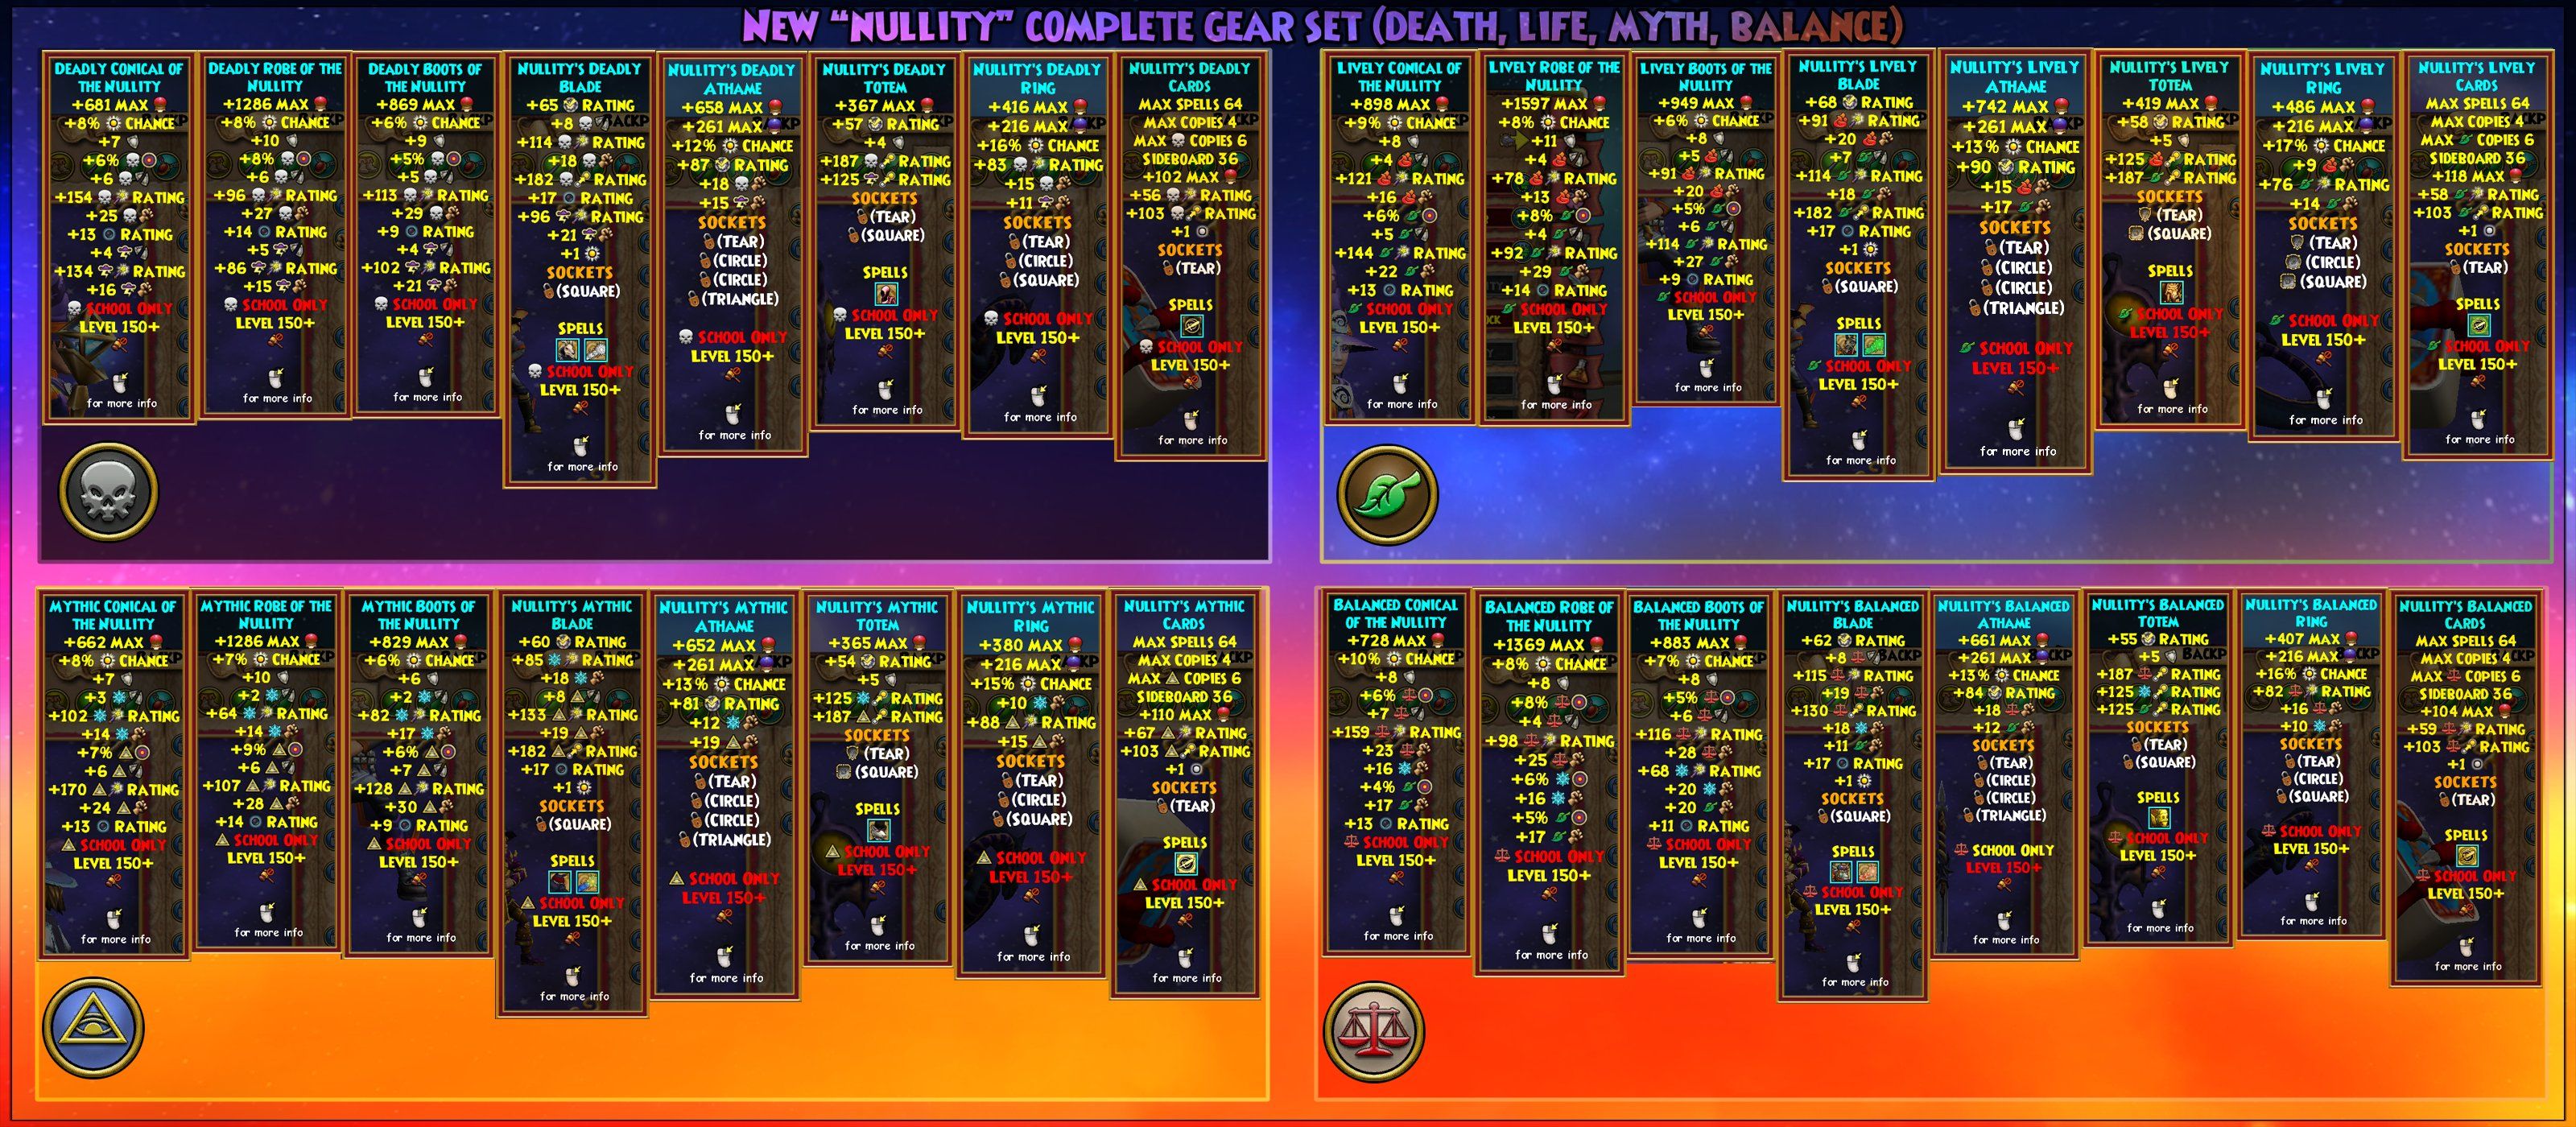 NEW "NULLITY" COMPLETE GEAR SET (DEATH, LIFE, MYTH, BALANCE)
DEADLY CONICAL OF
THE NULLITY
+681 MAX
+8% CHANCE
+7
+6%
+6
+154 RATING
+25
+13 RATING
+4
+134 RATING
+16
SCHOOL ONLY
LEVEL 150+
for more info
DEADLY ROBE OF THE
NULLITY
+1286 MAX
+8% CHANCE
+10
+8%
+6
+96 RATING
+27
+14 RATING
+5
+86 RATING
+15
SCHOOL ONLY
LEVEL 150+
for more info
DEADLY BOOTS OF
THE NULLITY
+869 MAX
+6% CHANCE
+9
+5%
+5
+113 RATING
+29
+9 RATING
+4
+102 RATING
+21
SCHOOL ONLY
LEVEL 150+
for more info
NULLITY'S DEADLY
BLADE
+65 RATING
+8
+114 RATING
+18
+182 RATING
+17 RATING
+96 RATING
+21
+1
SOCKETS
(SQUARE)
SPELLS
SCHOOL ONLY
LEVEL 150+
for more info
NULLITY'S DEADLY
ATHAME
+658 MAX
+261 MAX
+12% CHANCE
+87 RATING
+18
+15
SOCKETS
(TEAR)
(CIRCLE)
(CIRCLE)
(TRIANGLE)
SCHOOL ONLY
LEVEL 150+
for more info
NULLITY'S DEADLY
TOTEM
+367 MAX
+57 RATING
+4
+187 RATING
+125 RATING
SOCKETS
(TEAR)
(SQUARE)
SPELLS
SCHOOL ONLY
LEVEL 150+
for more info
NULLITY'S DEADLY
RING
+416 MAX
+216 MAX
+16% CHANCE
+83 RATING
+15
+11
SOCKETS
(TEAR)
(CIRCLE)
(SQUARE)
SCHOOL ONLY
LEVEL 150+
for more info
NULLITY'S DEADLY
CARDS
MAX SPELLS 64
MAX COPIES 4
MAX COPIES 6
SIDEBOARD 36
+102 MAX
+56 RATING
+103 RATING
+1
SOCKETS
(TEAR)
SPELLS
SCHOOL ONLY
LEVEL 150+
for more info
LIVELY CONICAL OF
THE NULLITY
+898 MAX
+9% CHANCE
+8
+4
+121 RATING
+16
+6%
+5
+144 RATING
+22
+13 RATING
SCHOOL ONLY
LEVEL 150+
for more info
LIVELY ROBE OF THE
NULLITY
+1597 MAX
+8% CHANCE
+11
+4
+78 RATING
+13
+8%
+4
+92 RATING
+29
+14 RATING
SCHOOL ONLY
LEVEL 150+
for more info
LIVELY BOOTS OF THE
NULLITY
+949 MAX
+6% CHANCE
+8
+5
+91 RATING
+20
+5%
+6
+114 RATING
+27
+9 RATING
SCHOOL ONLY
LEVEL 150+
for more info
NULLITY'S LIVELY
BLADE
+68 RATING
+91 RATING
+20
+7
+114 RATING
+18
+182 RATING
+17 RATING
+1
SOCKETS
(SQUARE)
SPELLS
SCHOOL ONLY
LEVEL 150+
for more info
NULLITY'S LIVELY
ATHAME
+742 MAX
+261 MAX
+13% CHANCE
+90 RATING
+15
+17
SOCKETS
(TEAR)
(CIRCLE)
(CIRCLE)
(TRIANGLE)
SCHOOL ONLY
LEVEL 150+
for more info
NULLITY'S LIVELY
TOTEM
+419 MAX
+58 RATING
+5
+125 RATING
+187 RATING
SOCKETS
(TEAR)
(SQUARE)
SPELLS
SCHOOL ONLY
LEVEL 150+
for more info
NULLITY'S LIVELY
RING
+486 MAX
+216 MAX
+17% CHANCE
+9
+76 RATING
+14
SOCKETS
(TEAR)
(CIRCLE)
(SQUARE)
SCHOOL ONLY
LEVEL 150+
for more info
NULLITY'S LIVELY
CARDS
MAX SPELLS 64
MAX COPIES 4
MAX COPIES 6
SIDEBOARD 36
+118 MAX
+58 RATING
+103 RATING
+1
SOCKETS
(TEAR)
SPELLS
SCHOOL ONLY
LEVEL 150+
for more info
MYTHIC CONICAL OF
THE NULLITY
+662 MAX
+8% CHANCE
+7
+3
+102 RATING
+14
+7%
+6
+170 RATING
+24
+13 RATING
SCHOOL ONLY
LEVEL 150+
for more info
MYTHIC ROBE OF THE
NULLITY
+1286 MAX
+7% CHANCE
+10
+2
+64 RATING
+14
+9%
+6
+107 RATING
+28
+14 RATING
SCHOOL ONLY
LEVEL 150+
for more info
MYTHIC BOOTS OF
THE NULLITY
+829 MAX
+6% CHANCE
+6
+2
+82 RATING
+17
+6%
+7
+128 RATING
+30
+9 RATING
SCHOOL ONLY
LEVEL 150+
for more info
NULLITY'S MYTHIC
BLADE
+60 RATING
+85 RATING
+18
+8
+133 RATING
+19
+182 RATING
+17 RATING
+1
SOCKETS
(SQUARE)
SPELLS
SCHOOL ONLY
LEVEL 150+
for more info
NULLITY'S MYTHIC
ATHAME
+652 MAX
+261 MAX
+13% CHANCE
+81 RATING
+12
+19
SOCKETS
(TEAR)
(CIRCLE)
(CIRCLE)
(TRIANGLE)
SCHOOL ONLY
LEVEL 150+
for more info
NULLITY'S MYTHIC
TOTEM
+365 MAX
+54 RATING
+5
+125 RATING
+187 RATING
SOCKETS
(TEAR)
(SQUARE)
SPELLS
SCHOOL ONLY
LEVEL 150+
for more info
NULLITY'S MYTHIC
RING
+380 MAX
+216 MAX
+15% CHANCE
+10
+88 RATING
+15
SOCKETS
(TEAR)
(CIRCLE)
(SQUARE)
SCHOOL ONLY
LEVEL 150+
for more info
NULLITY'S MYTHIC
CARDS
MAX SPELLS 64
MAX COPIES 4
MAX COPIES 6
SIDEBOARD 36
+110 MAX
+67 RATING
+103 RATING
+1
SOCKETS
(TEAR)
SPELLS
SCHOOL ONLY
LEVEL 150+
for more info
BALANCED CONICAL
OF THE NULLITY
+728 MAX
+10% CHANCE
+8
+6%
+7
+159 RATING
+23
+16
+4%
+17
+13 RATING
SCHOOL ONLY
LEVEL 150+
for more info
BALANCED ROBE OF
THE NULLITY
+1369 MAX
+8% CHANCE
+8
+8%
+4
+98 RATING
+25
+6%
+16
+5%
+17
SCHOOL ONLY
LEVEL 150+
for more info
BALANCED BOOTS OF
THE NULLITY
+883 MAX
+7% CHANCE
+8
+5%
+6
+116 RATING
+28
+68 RATING
+20
+20
+11 RATING
SCHOOL ONLY
LEVEL 150+
for more info
NULLITY'S BALANCED
BLADE
+62 RATING
+8
+115 RATING
+19
+130 RATING
+18
+11
+17 RATING
+1
SOCKETS
(SQUARE)
SPELLS
SCHOOL ONLY
LEVEL 150+
for more info
NULLITY'S BALANCED
ATHAME
+661 MAX
+261 MAX
+13% CHANCE
+84 RATING
+18
+12
SOCKETS
(TEAR)
(CIRCLE)
(CIRCLE)
(TRIANGLE)
SCHOOL ONLY
LEVEL 150+
for more info
NULLITY'S BALANCED
TOTEM
+55 RATING
+5
+187 RATING
+125 RATING
+125 RATING
SOCKETS
(TEAR)
(SQUARE)
SPELLS
SCHOOL ONLY
LEVEL 150+
for more info
NULLITY'S BALANCED
RING
+407 MAX
+216 MAX
+16% CHANCE
+82 RATING
+16
+10
SOCKETS
(TEAR)
(CIRCLE)
(SQUARE)
SCHOOL ONLY
LEVEL 150+
for more info
NULLITY'S BALANCED
CARDS
MAX SPELLS 64
MAX COPIES 4
MAX COPIES 6
SIDEBOARD 36
+104 MAX
+59 RATING
+103 RATING
+1
SOCKETS
(TEAR)
SPELLS
SCHOOL ONLY
LEVEL 150+
for more info